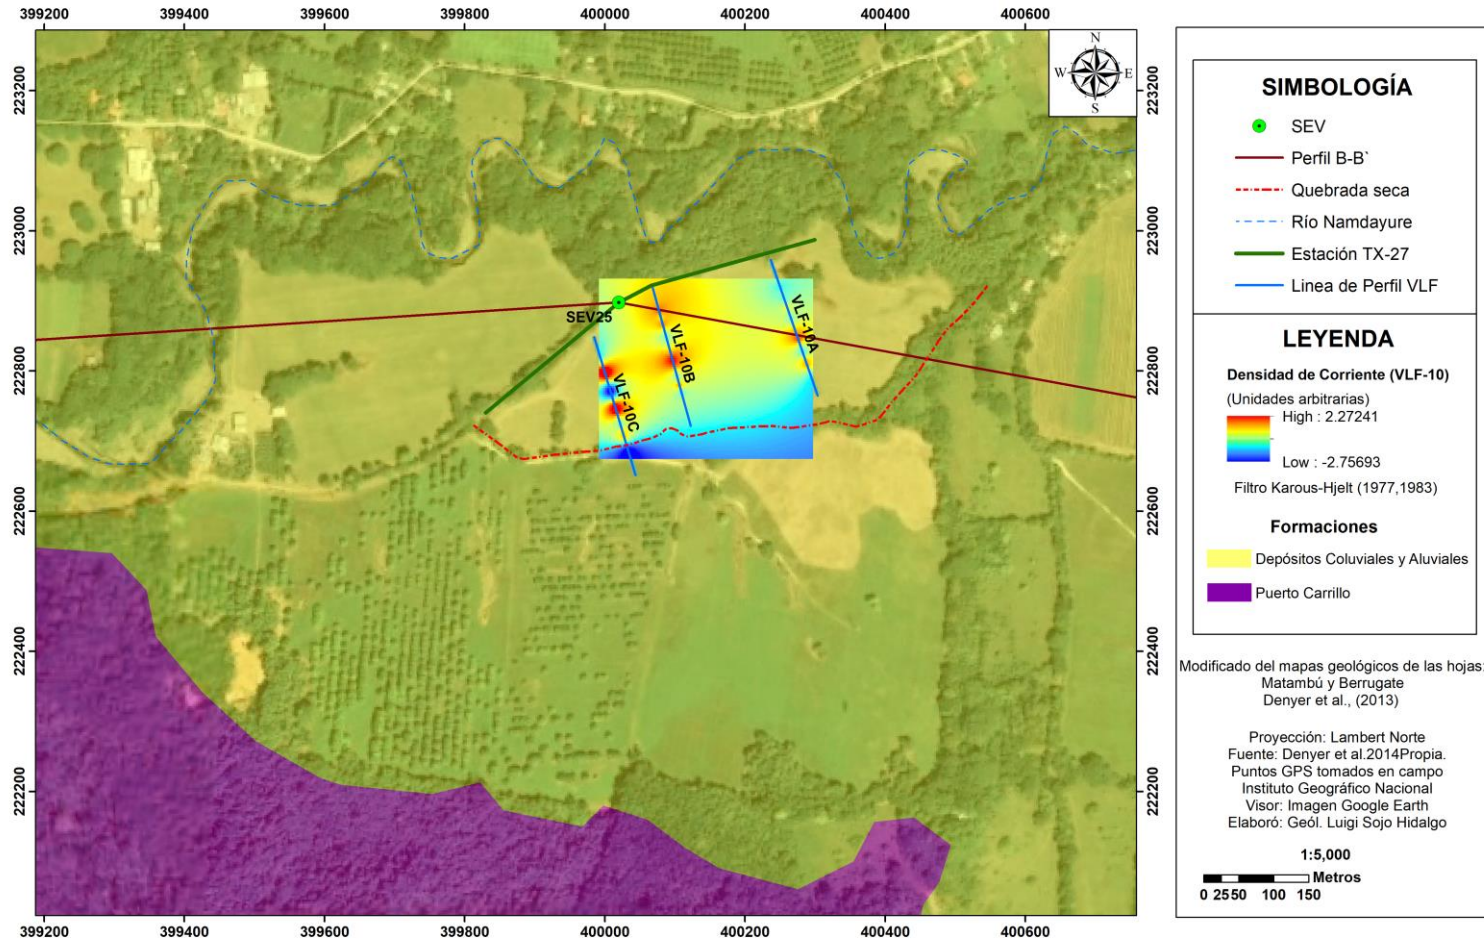 399200 399400 399600 399800 400000 400200 400400 400600
N
W E
S
223200 223200
223000 223000
222800 222800
222600 222600
222400 222400
222200 222200
SEV25
VLF-10A
VLF-10B
VLF-10C
399200 399400 399600 399800 400000 400200 400400 400600
SIMBOLOGÍA
SEV
Perfil B-B`
Quebrada seca
Río Namdayure
Estación TX-27
Linea de Perfil VLF
LEYENDA
Densidad de Corriente (VLF-10)
(Unidades arbitrarias)
High : 2.27241
Low : -2.75693
Filtro Karous-Hjelt (1977,1983)
Formaciones
Depósitos Coluviales y Aluviales
Puerto Carrillo
Modificado del mapas geológicos de las hojas:
Matambú y Berrugate
Denyer et al., (2013)
Proyección: Lambert Norte
Fuente: Denyer et al.2014Propia.
Puntos GPS tomados en campo
Instituto Geográfico Nacional
Visor: Imagen Google Earth
Elaboró: Geól. Luigi Sojo Hidalgo
1:5,000
Metros
0 25 50 100 150